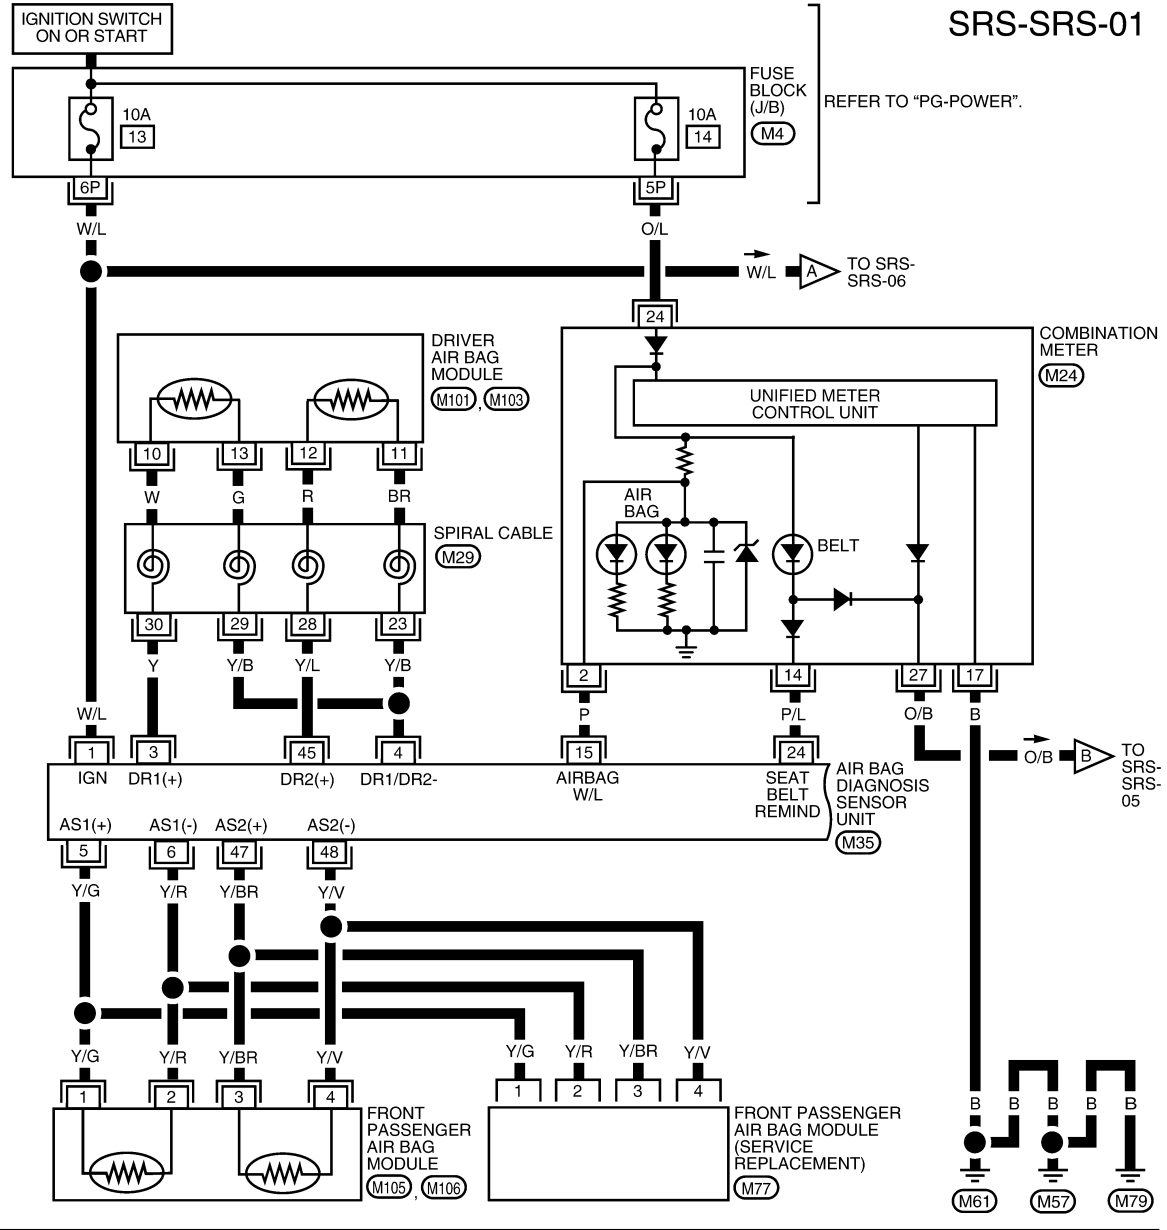 IGNITION SWITCH
ON OR START
SRS-SRS-01
FUSE
BLOCK
(J/B)
M4
REFER TO “PG-POWER”.
10A
13
10A
14
6P
5P
W/L
O/L
W/L
A
TO SRS-
SRS-06
24
DRIVER
AIR BAG
MODULE
M101 , M103
COMBINATION
METER
M24
UNIFIED METER
CONTROL UNIT
10
13
12
11
W
G
R
BR
AIR
BAG
BELT
SPIRAL CABLE
M29
30
29
28
23
Y
Y/B
Y/L
Y/B
2
14
27
17
P
P/L
O/B
B
W/L
1
3
45
4
15
24
O/B
B
TO
SRS-
SRS-
05
IGN
DR1(+)
DR2(+)
DR1/DR2-
AIRBAG
W/L
SEAT
BELT
REMIND
AIR BAG
DIAGNOSIS
SENSOR
UNIT
M35
AS1(+)
AS1(-)
AS2(+)
AS2(-)
5
6
47
48
Y/G
Y/R
Y/BR
Y/V
Y/G
Y/R
Y/BR
Y/V
Y/G
Y/R
Y/BR
Y/V
1
2
3
4
1
2
3
4
FRONT
PASSENGER
AIR BAG
MODULE
M105 , M106
FRONT PASSENGER
AIR BAG MODULE
(SERVICE
REPLACEMENT)
M77
B
B
B
B
B
M61
M57
M79